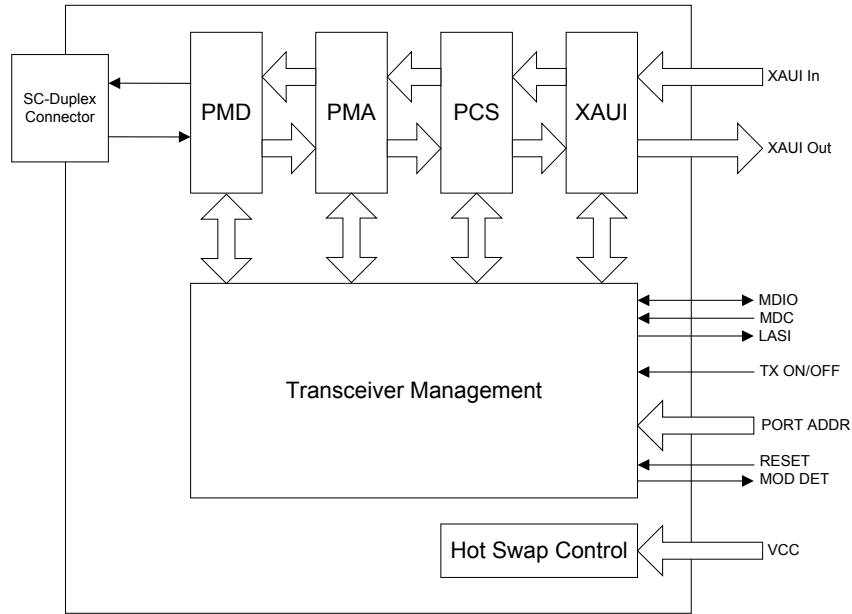 SC-Duplex
Connector
PMD
PMA
PCS
XAUI
XAUI In
XAUI Out
Transceiver Management
MDIO
MDC
LASI
TX ON/OFF
PORT ADDR
RESET
MOD DET
Hot Swap Control
VCC